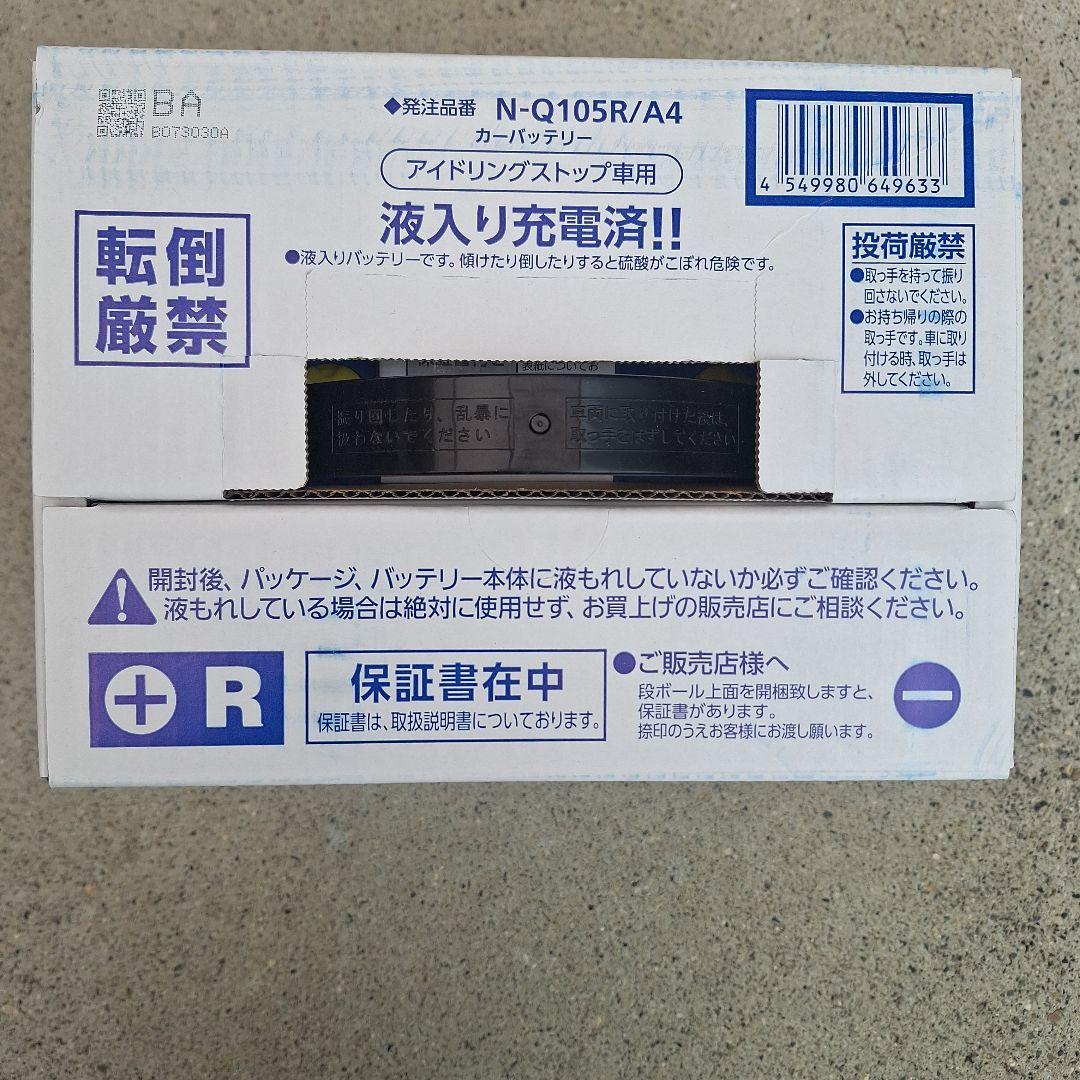 BA
BO73030A
◆発注品番 N-Q105R/A4
カーバッテリー
アイドリングストップ車用
液入り充電済!!
●液入りバッテリーです。傾けたり倒したりすると硫酸がこぼれ危険です。
4 549980 649633
転倒
厳禁
投荷厳禁
●取っ手を持って振り
回さないでください。
●お持ち帰りの際の
取っ手です。車に取り
付ける時、取っ手は
外してください。
表紙についてお
振り回したり、乱暴に
扱わないでください
車両に取り付けた後は、
取っ手をはずしてください
開封後、パッケージ、バッテリー本体に液もれしていないか必ずご確認ください。
液もれしている場合は絶対に使用せず、お買上げの販売店にご相談ください。
+ R
保証書在中
保証書は、取扱説明書についております。
●ご販売店様へ
段ボール上面を開梱致しますと、
保証書があります。
捺印のうえお客様にお渡し願います。
−